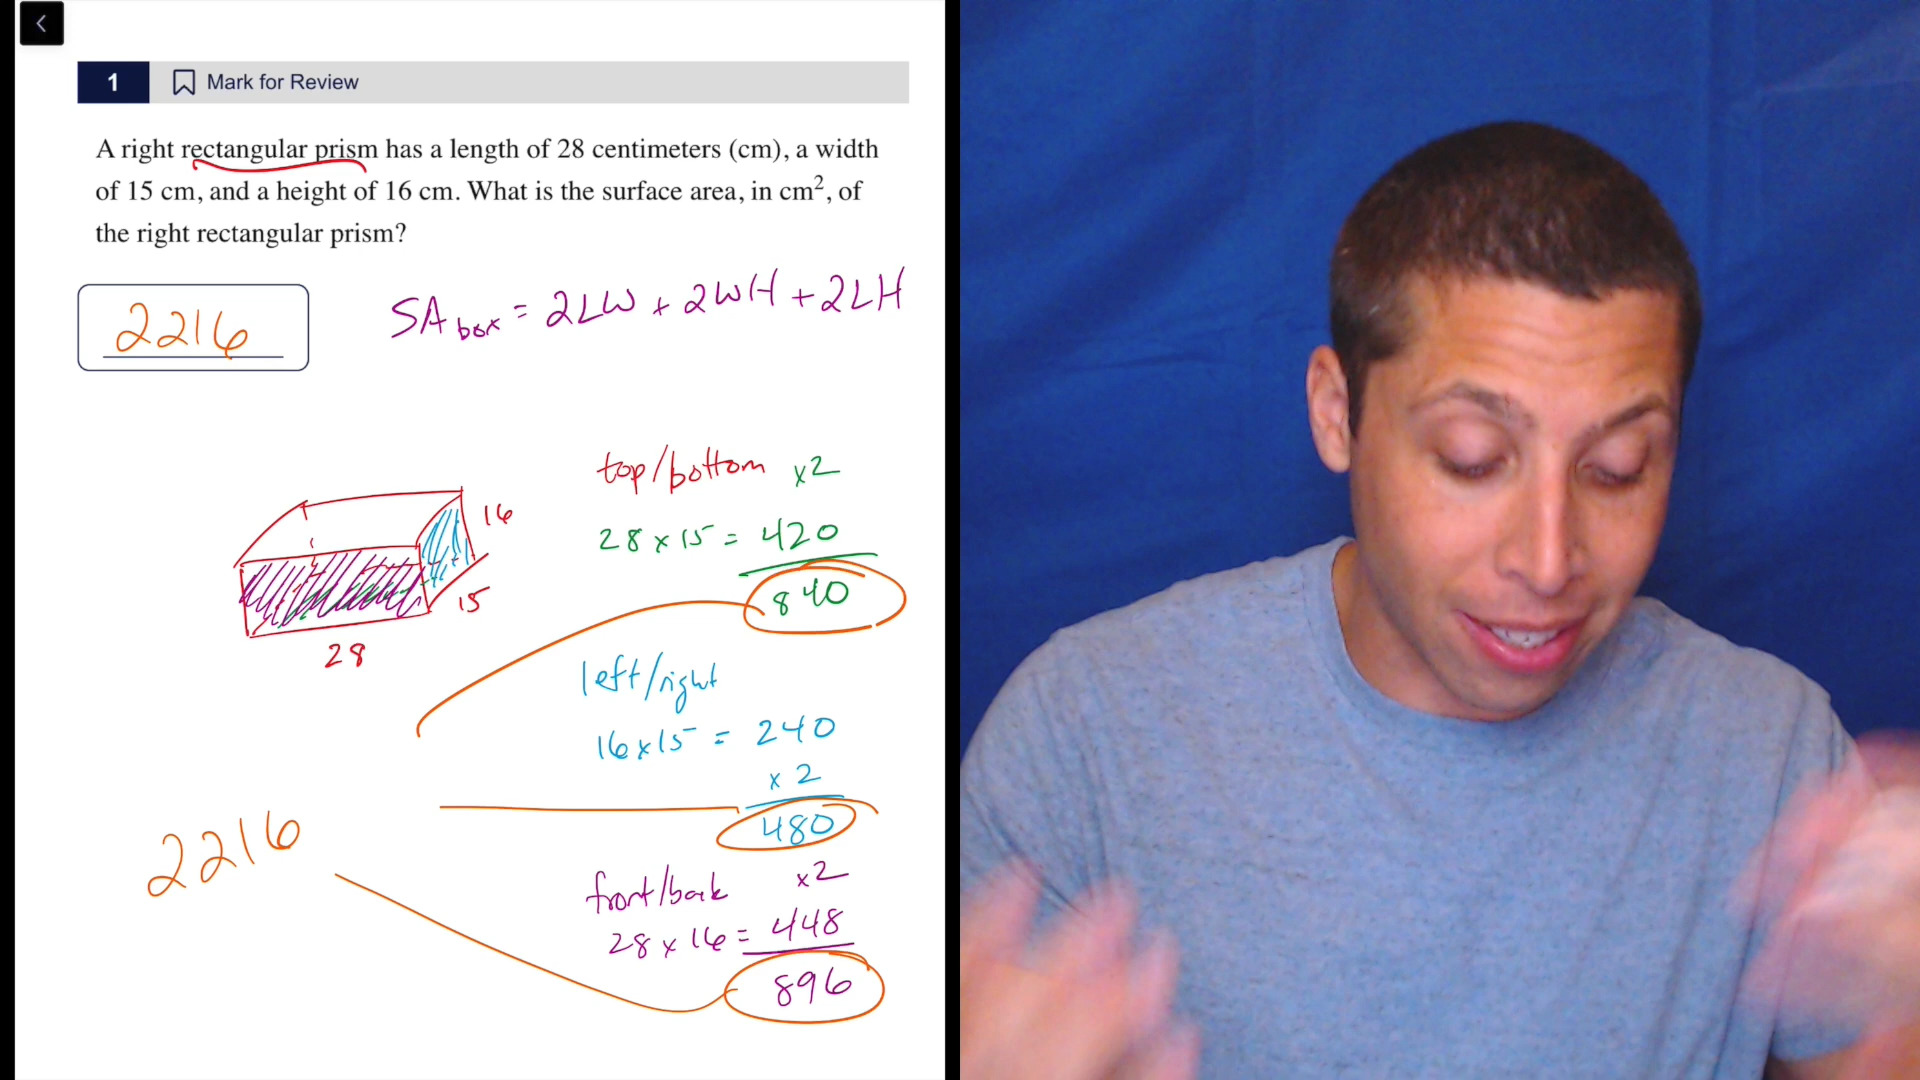 1 Mark for Review
A right rectangular prism has a length of 28 centimeters (cm), a width
of 15 cm, and a height of 16 cm. What is the surface area, in cm², of
the right rectangular prism?
2216
SA box = 2LW + 2WH + 2LH
top/bottom x2
28 x 15 = 420
840
16
15
28
left/right
16 x 15 = 240
x 2
480
2216
front/back x2
28 x 16 = 448
896